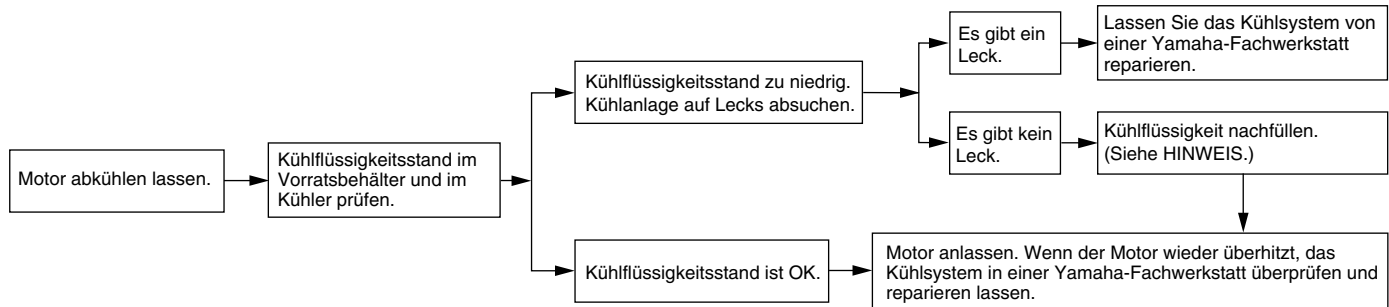 Motor abkühlen lassen.
Kühlflüssigkeitsstand im
Vorratsbehälter und im
Kühler prüfen.
Kühlflüssigkeitsstand zu niedrig.
Kühlanlage auf Lecks absuchen.
Es gibt ein
Leck.
Lassen Sie das Kühlsystem von
einer Yamaha-Fachwerkstatt
reparieren.
Es gibt kein
Leck.
Kühlflüssigkeit nachfüllen.
(Siehe HINWEIS.)
Kühlflüssigkeitsstand ist OK.
Motor anlassen. Wenn der Motor wieder überhitzt, das
Kühlsystem in einer Yamaha-Fachwerkstatt überprüfen und
reparieren lassen.